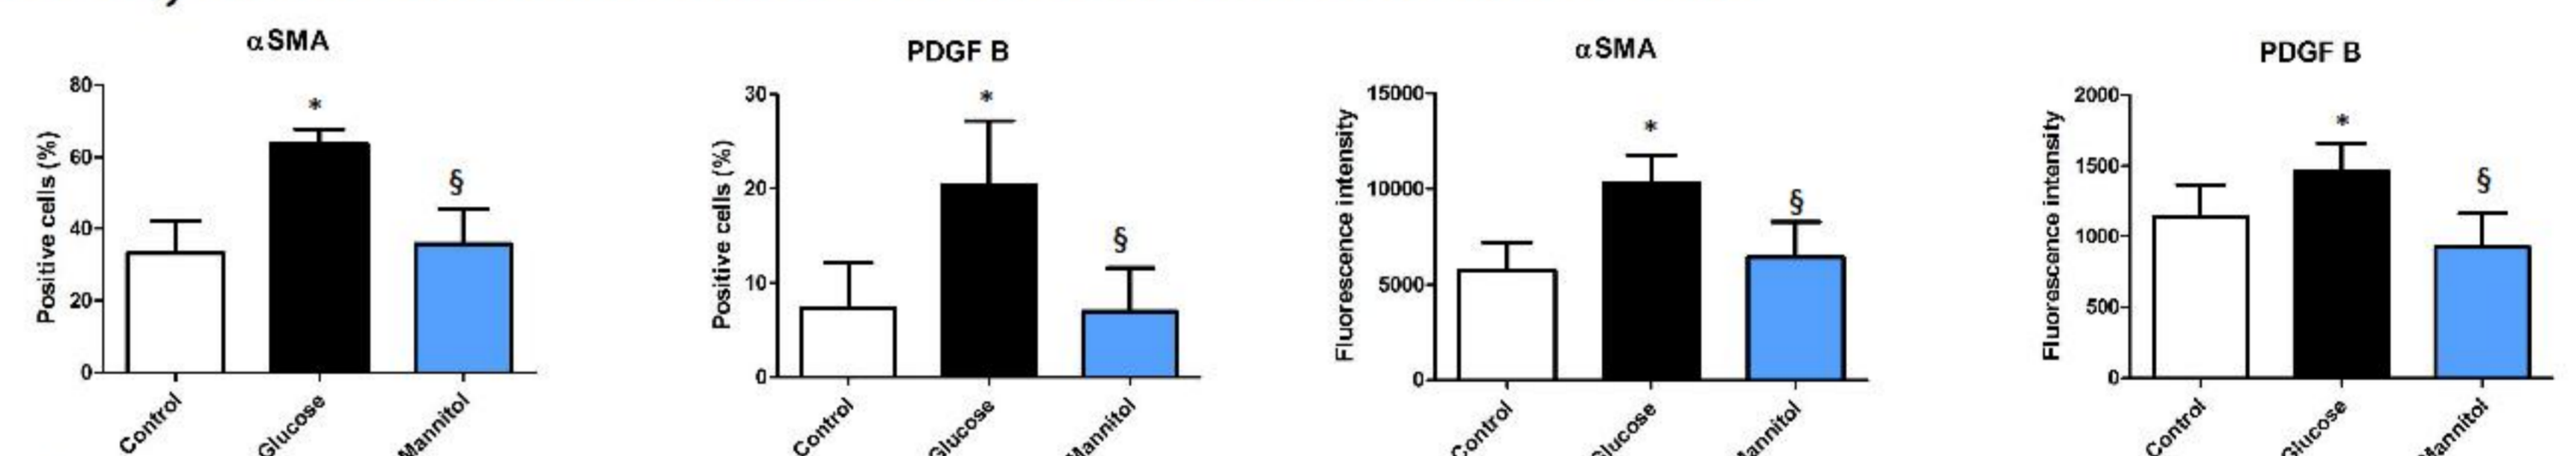 αSMA
80
60
40
20
0
Positive cells (%)
*
§
Control
Glucose
Mannitol
PDGF B
30
20
10
0
Positive cells (%)
*
§
Control
Glucose
Mannitol
αSMA
15000
10000
5000
0
Fluorescence intensity
*
§
Control
Glucose
Mannitol
PDGF B
2000
1500
1000
500
0
Fluorescence intensity
*
§
Control
Glucose
Mannitol